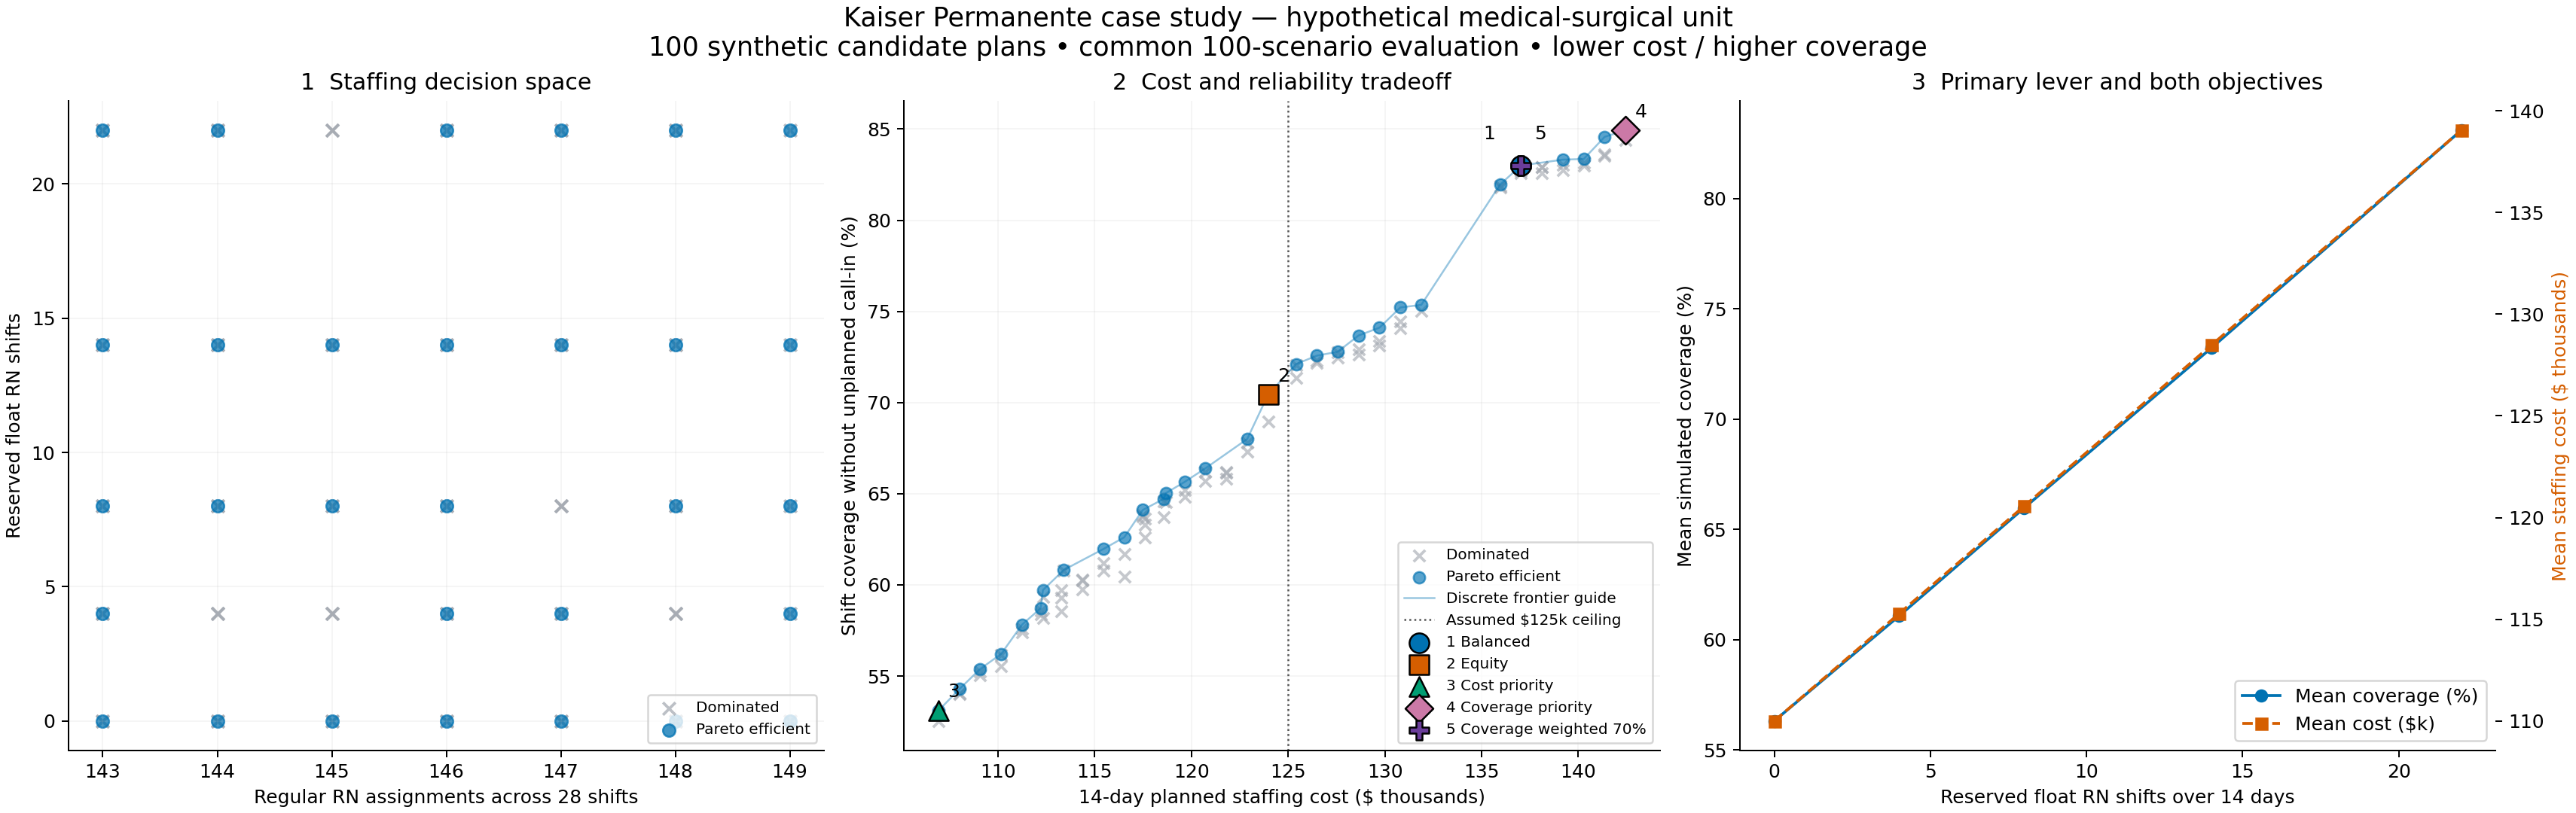 Kaiser Permanente case study — hypothetical medical-surgical unit
100 synthetic candidate plans • common 100-scenario evaluation • lower cost / higher coverage
1 Staffing decision space
Reserved float RN shifts
20
15
10
5
0
143 144 145 146 147 148 149
Regular RN assignments across 28 shifts
Dominated
Pareto efficient
2 Cost and reliability tradeoff
Shift coverage without unplanned call-in (%)
85
80
75
70
65
60
55
110 115 120 125 130 135 140
14-day planned staffing cost ($ thousands)
1
5
4
2
3
Dominated
Pareto efficient
Discrete frontier guide
Assumed $125k ceiling
1 Balanced
2 Equity
3 Cost priority
4 Coverage priority
5 Coverage weighted 70%
3 Primary lever and both objectives
Mean simulated coverage (%)
80
75
70
65
60
55
0 5 10 15 20
Reserved float RN shifts over 14 days
140
135
130
125
120
115
110
Mean staffing cost ($ thousands)
Mean coverage (%)
Mean cost ($k)